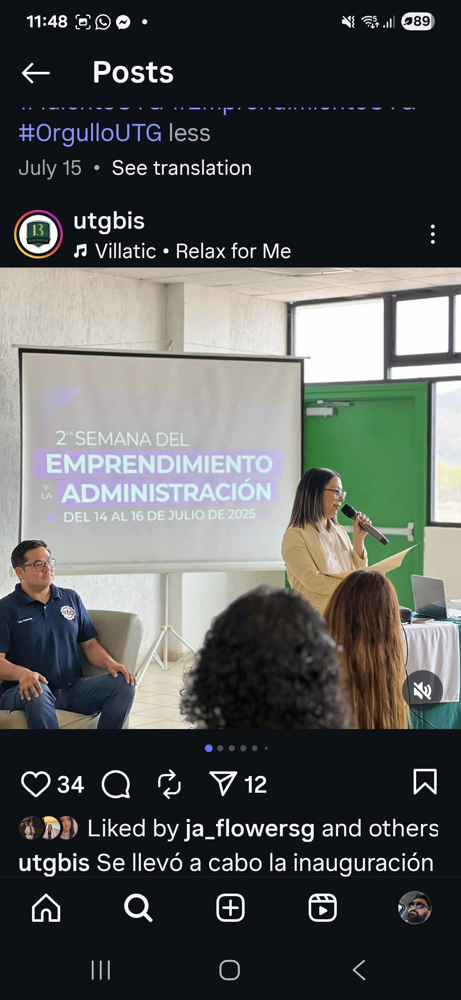 11:48
5
89
Posts
#OrgulloUTG less
July 15 • See translation
utgbis
Villatic • Relax for Me
13
ANNIVERSARY
2DA SEMANA DEL
EMPRENDIMIENTO
Y LA ADMINISTRACIÓN
> DEL 14 AL 16 DE JULIO DE 2025 <
34
12
Liked by ja_flowersg and others
utgbis Se llevó a cabo la inauguración